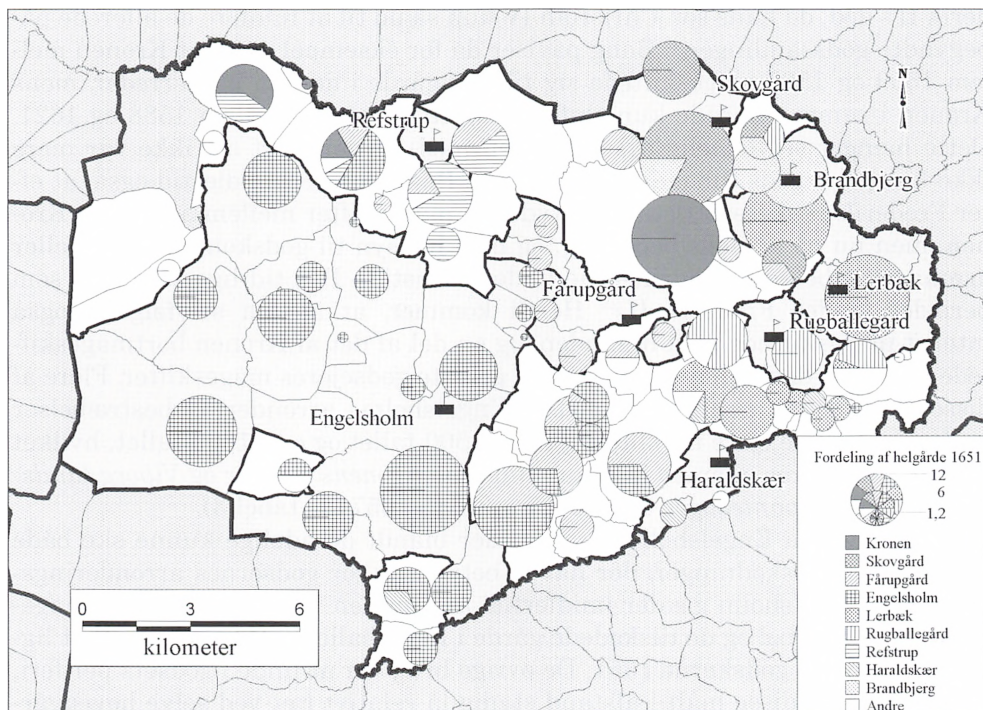 N
Skovgård
Refstrup
Brandbjerg
Fårupgård
Lerbæk
Rugballegard
Engelsholm
Haraldskær
Fordeling af helgårde 1651
12
6
1,2
Kronen
Skovgård
Fårupgård
Engelsholm
Lerbæk
Rugballegård
Refstrup
Haraldskær
Brandbjerg
Andre
0 3 6
kilometer